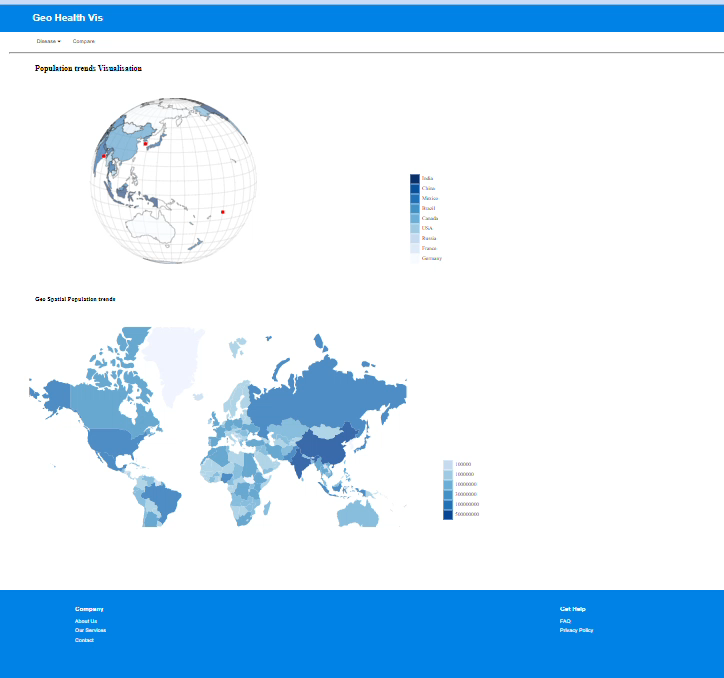 Geo Health Vis
Disease
Compare
Population trends Visualisation
India
China
Mexico
Brazil
Canada
USA
Russia
France
Germany
Geo Spatial Population trends
100000
1000000
10000000
50000000
100000000
500000000
Company
About Us
Our Services
Contact
Get Help
FAQ
Privacy Policy